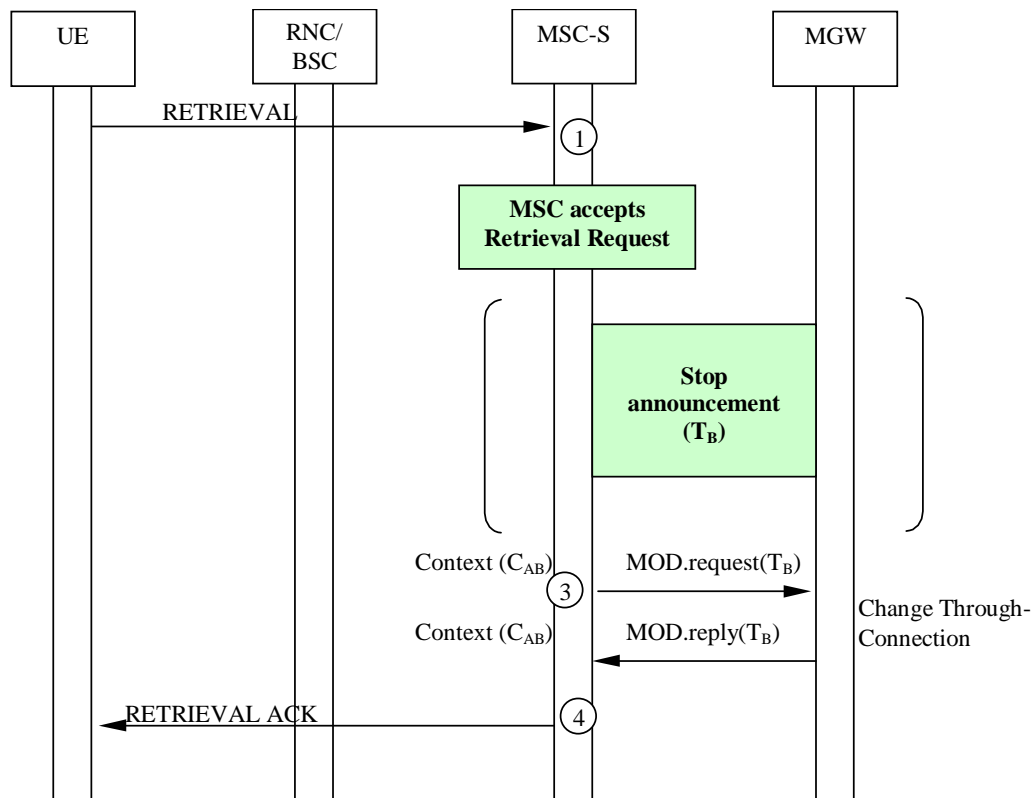 UE
RNC/
BSC
MSC-S
MGW
RETRIEVAL
1
MSC accepts
Retrieval Request
Stop
announcement
(TB)
Context (CAB)
MOD.request(TB)
3
Change Through-
Connection
Context (CAB)
MOD.reply(TB)
RETRIEVAL ACK
4